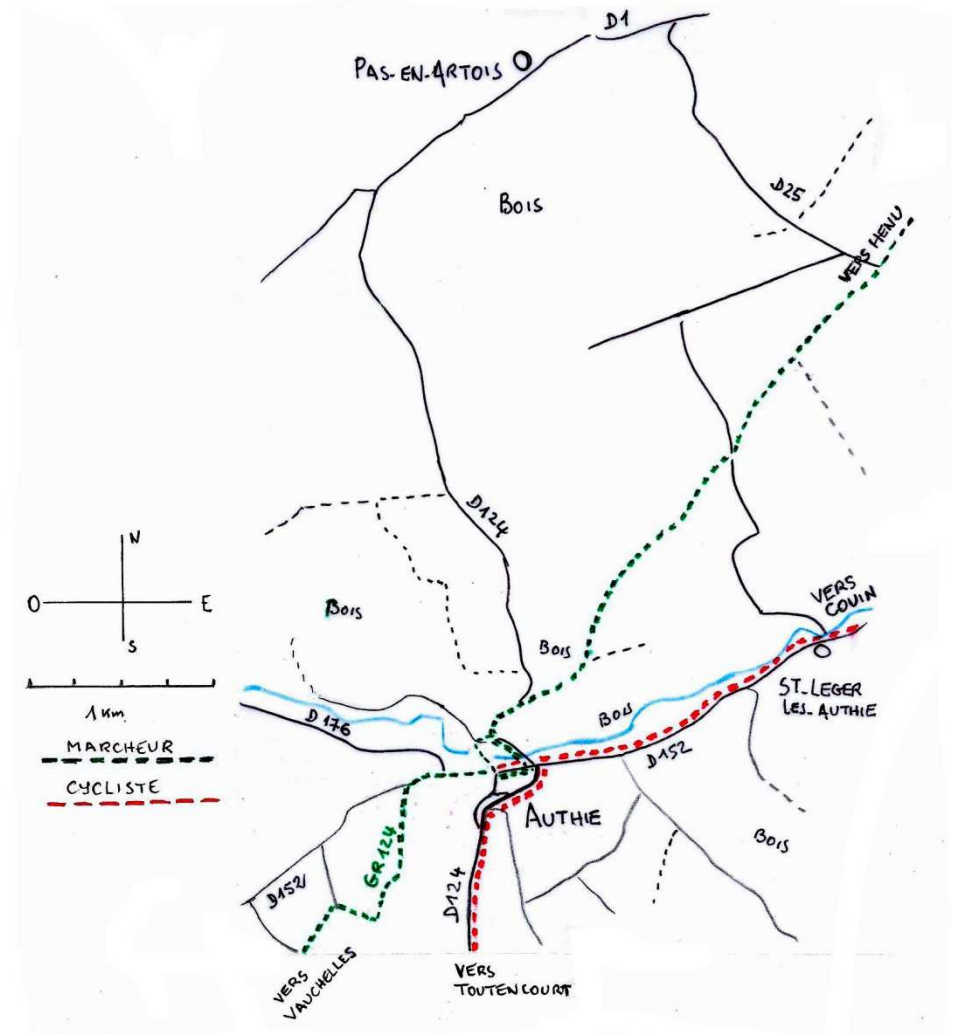 D1
PAS-EN-ARTOIS
BOIS
D25
VERS HENU
D124
N
O
E
S
BOIS
BOIS
VERS
COUIN
1 Km
ST-LEGER
LES-AUTHIE
BOIS
D176
D152
MARCHEUR
CYCLISTE
AUTHIE
BOIS
GR124
D152
D124
VERS
VAUCHELLES
VERS
TOUTENCOURT